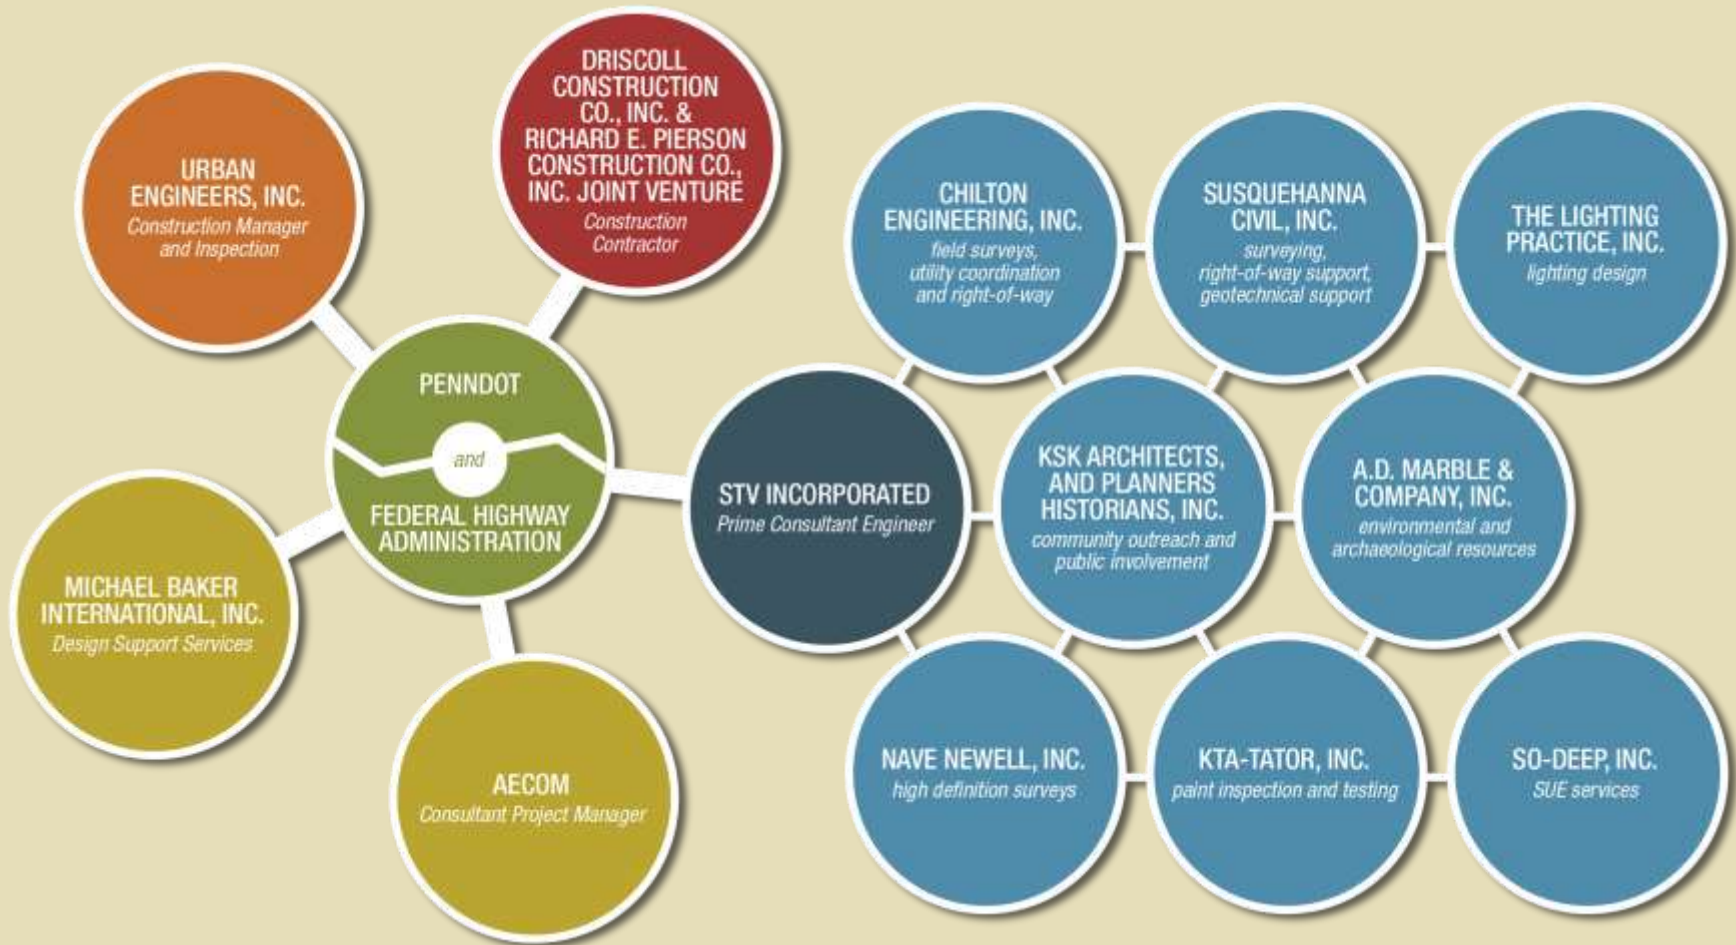 URBAN
ENGINEERS, INC.
Construction Manager
and Inspection
DRISCOLL
CONSTRUCTION
CO., INC. &
RICHARD E. PIERSON
CONSTRUCTION CO.,
INC. JOINT VENTURE
Construction
Contractor
PENNDOT
and
FEDERAL HIGHWAY
ADMINISTRATION
MICHAEL BAKER
INTERNATIONAL, INC.
Design Support Services
AECOM
Consultant Project Manager
STV INCORPORATED
Prime Consultant Engineer
CHILTON
ENGINEERING, INC.
field surveys,
utility coordination
and right-of-way
SUSQUEHANNA
CIVIL, INC.
surveying,
right-of-way support,
geotechnical support
THE LIGHTING
PRACTICE, INC.
lighting design
KSK ARCHITECTS,
AND PLANNERS
HISTORIANS, INC.
community outreach and
public involvement
A.D. MARBLE &
COMPANY, INC.
environmental and
archaeological resources
NAVE NEWELL, INC.
high definition surveys
KTA-TATOR, INC.
paint inspection and testing
SO-DEEP, INC.
SUE services